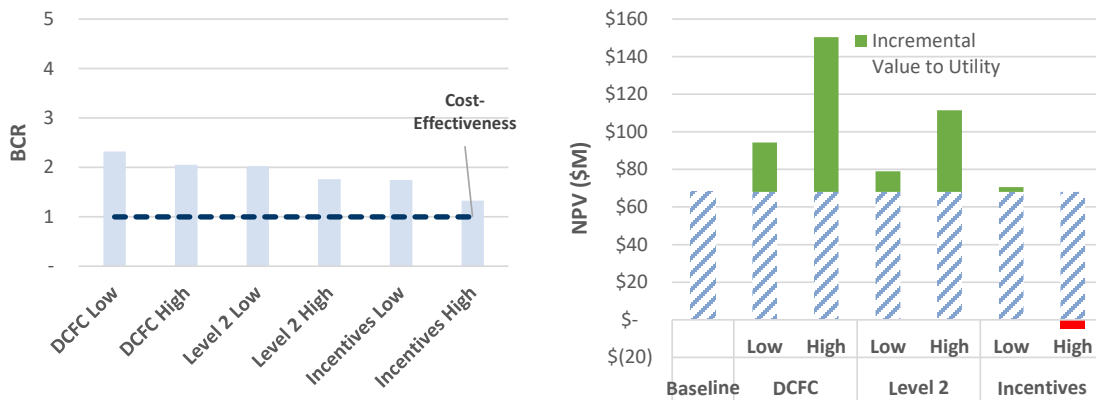 5
4
3
2
1
-
BCR
Cost-
Effectiveness
DCFC Low
DCFC High
Level 2 Low
Level 2 High
Incentives Low
Incentives High
$160
$140
$120
$100
$80
$60
$40
$20
$-
$(20)
NPV ($M)
Incremental
Value to Utility
Low High Low High Low High
Baseline DCFC Level 2 Incentives